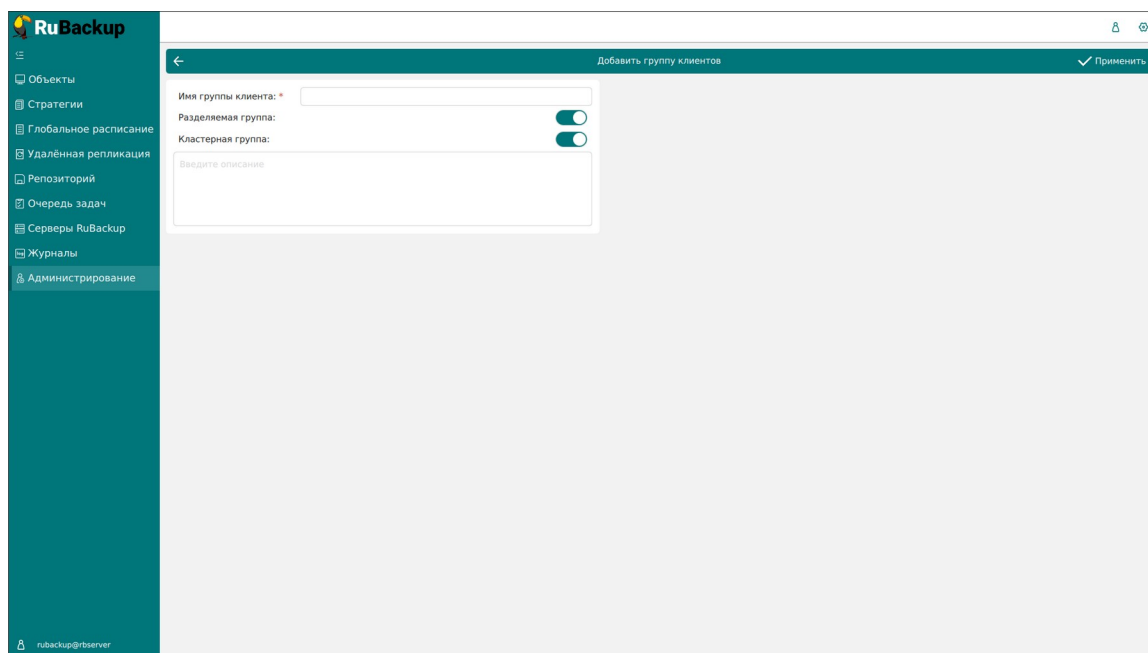 RuBackup
Объекты
Стратегии
Глобальное расписание
Удалённая репликация
Репозиторий
Очередь задач
Серверы RuBackup
Журналы
Администрирование
rubackup@rbserver
Добавить группу клиентов
Применить
Имя группы клиента: *
Разделяемая группа:
Кластерная группа:
Введите описание